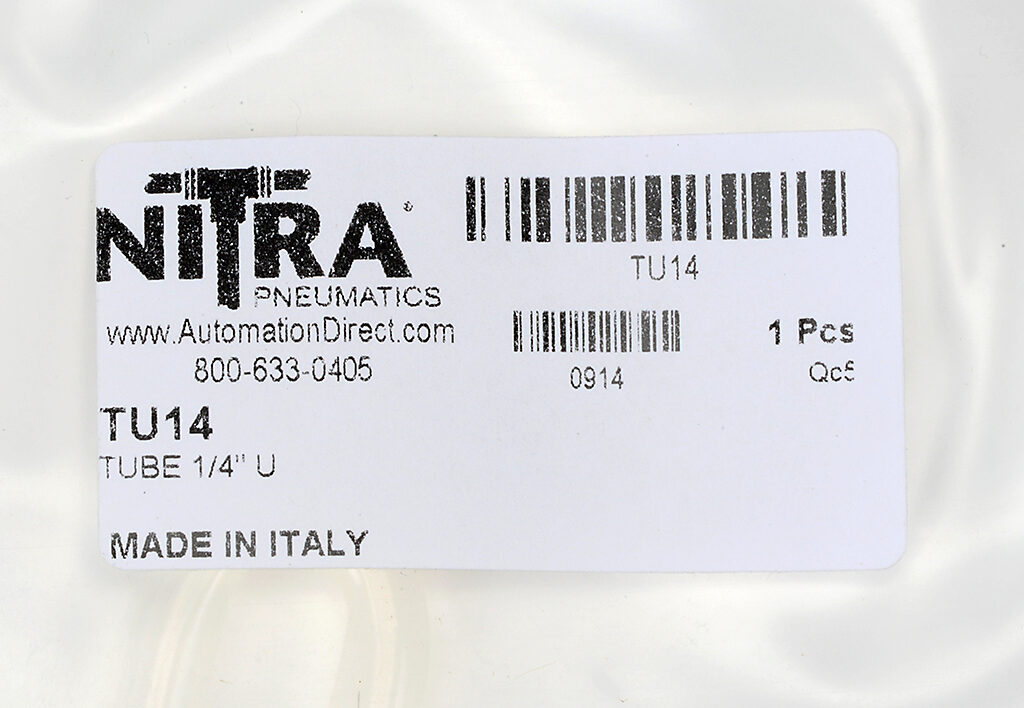 NITRA
PNEUMATICS
www.AutomationDirect.com
800-633-0405
TU14
0914
1 Pcs
Qc5
TU14
TUBE 1/4" U
MADE IN ITALY